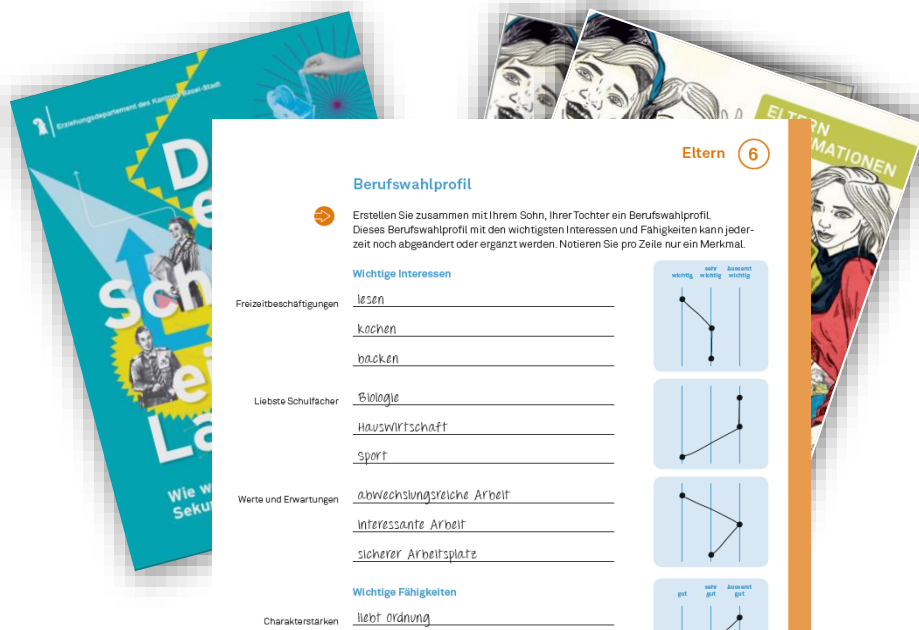 Erziehungsdepartement des Kantons Basel-Stadt
Wie w
Seku
ELTERN
MATIONEN
Eltern 6
Berufswahlprofil
Erstellen Sie zusammen mit Ihrem Sohn, Ihrer Tochter ein Berufswahlprofil.
Dieses Berufswahlprofil mit den wichtigsten Interessen und Fähigkeiten kann jeder-
zeit noch abgeändert oder ergänzt werden. Notieren Sie pro Zeile nur ein Merkmal.
Wichtige Interessen
wichtig sehr wichtig äusserst wichtig
Freizeitbeschäftigungen lesen
kochen
backen
Liebste Schulfächer Biologie
Hauswirtschaft
Sport
Werte und Erwartungen abwechslungsreiche Arbeit
interessante Arbeit
sicherer Arbeitsplatz
Wichtige Fähigkeiten
gut sehr gut äusserst gut
Charakterstärken liebt Ordnung